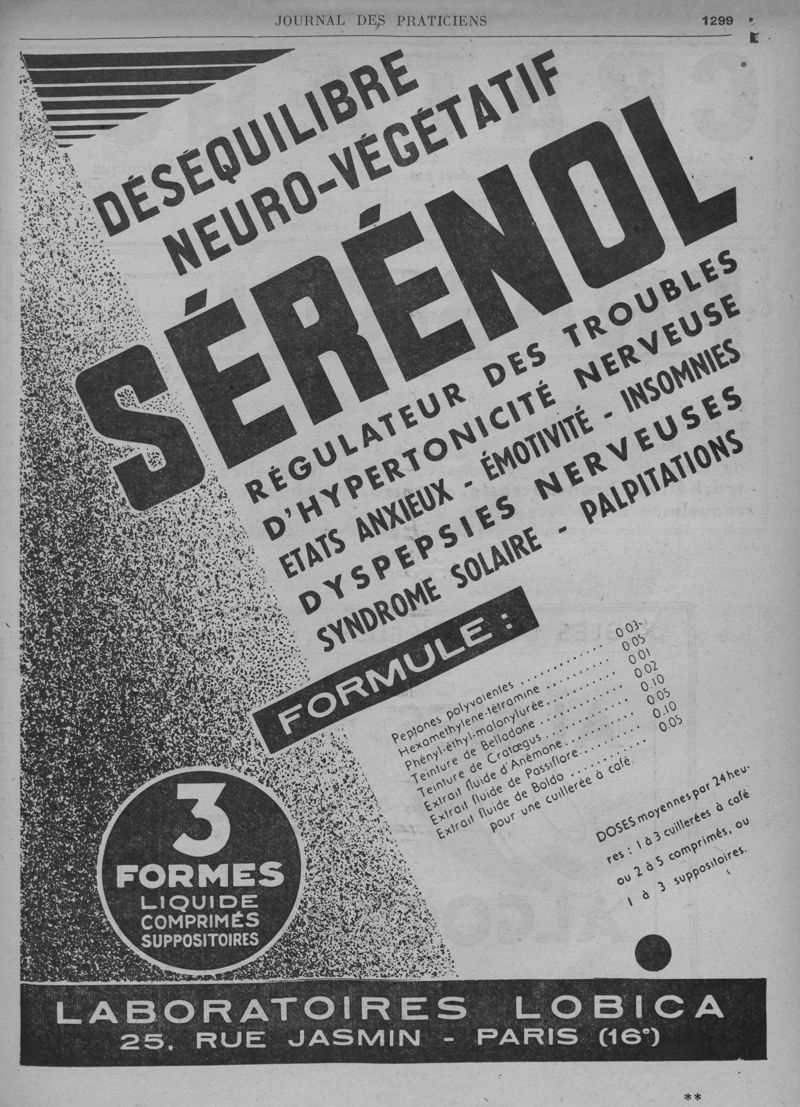 JOURNAL DES PRATICIENS
1299
DÉSÉQUILIBRE
NEURO-VÉGÉTATIF
SÉRÉNOL
RÉGULATEUR DES TROUBLES
D'HYPERTONICITÉ NERVEUSE
ETATS ANXIEUX - ÉMOTIVITÉ - INSOMNIES
DYSPEPSIES NERVEUSES
SYNDROME SOLAIRE - PALPITATIONS
FORMULE :
Peptones polyvalentes .............. 0 03
Hexamethylene-tétramine ........... 0.05
Phényl-éthyl-malonylurée .......... 0 01
Teinture de Belladone ............. 0 02
Teinture de Cratœgus .............. 0.10
Extrait fluide d'Anémone........... 0.05
Extrait fluide de Passiflore....... 0.10
Extrait fluide de Boldo ........... 0.05
pour une cuillerée à café.
DOSES moyennes par 24 heu-
res : 1 à 3 cuillerées à café
ou 2 à 5 comprimés, ou
1 à 3 suppositoires.
3
FORMES
LIQUIDE
COMPRIMÉS
SUPPOSITOIRES
LABORATOIRES LOBICA
25, RUE JASMIN - PARIS (16°)
**